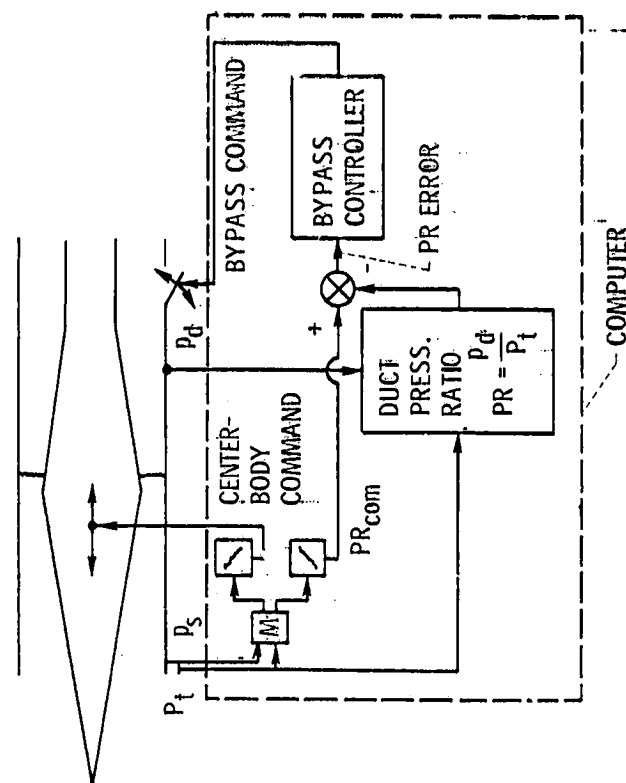 BYPASS COMMAND
BYPASS
CONTROLLER
PR ERROR
-
+
COMPUTER
p_d
CENTER-
BODY
COMMAND
DUCT
PRESS.
RATIO
PR = p_d / P_t
PR_com
M
p_s
P_t